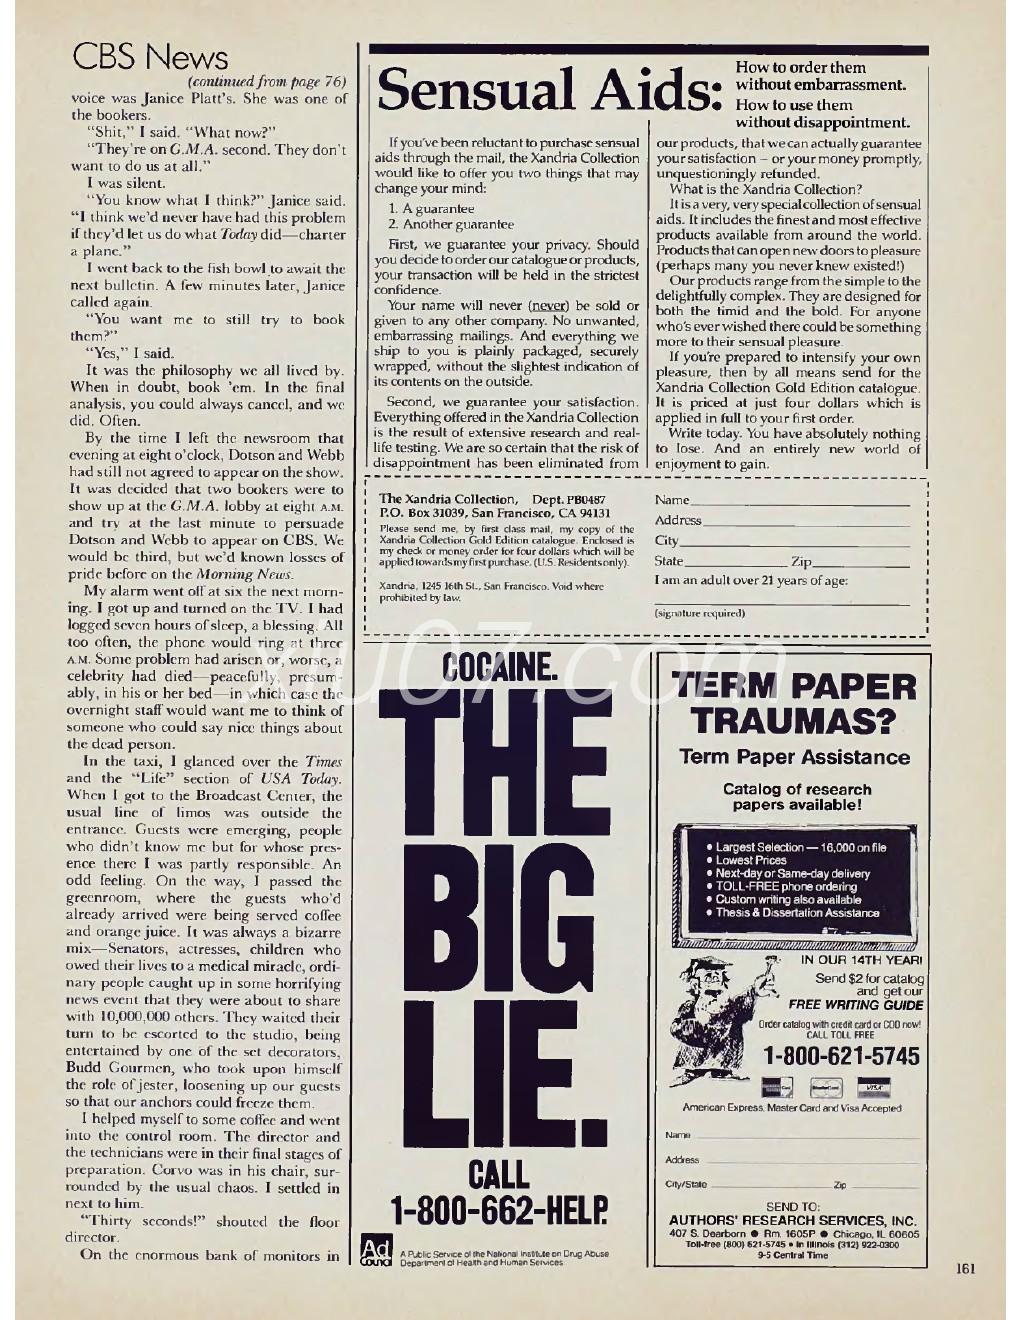 CBS News
(continued from page 76)
voice was Janice Platt's. She was one of
the bookers.
"Shit," I said. "What now?"
"They're on G.M.A. second. They don't
want to do us at all."
I was silent.
"You know what I think?" Janice said.
"I think we'd never have had this problem
if they'd let us do what Today did—charter
a plane."
I went back to the fish bowl to await the
next bulletin. A few minutes later, Janice
called again.
"You want me to still try to book
them?"
"Yes," I said.
It was the philosophy we all lived by.
When in doubt, book 'em. In the final
analysis, you could always cancel, and we
did. Often.
By the time I left the newsroom that
evening at eight o'clock, Dotson and Webb
had still not agreed to appear on the show.
It was decided that two bookers were to
show up at the G.M.A. lobby at eight A.M.
and try at the last minute to persuade
Dotson and Webb to appear on CBS. We
would be third, but we'd known losses of
pride before on the Morning News.
My alarm went off at six the next morn-
ing. I got up and turned on the TV. I had
logged seven hours of sleep, a blessing. All
too often, the phone would ring at three
A.M. Some problem had arisen or, worse, a
celebrity had died—peacefully, presum-
ably, in his or her bed—in which case the
overnight staff would want me to think of
someone who could say nice things about
the dead person.
In the taxi, I glanced over the Times
and the "Life" section of USA Today.
When I got to the Broadcast Center, the
usual line of limos was outside the
entrance. Guests were emerging, people
who didn't know me but for whose pres-
ence there I was partly responsible. An
odd feeling. On the way, I passed the
greenroom, where the guests who'd
already arrived were being served coffee
and orange juice. It was always a bizarre
mix—Senators, actresses, children who
owed their lives to a medical miracle, ordi-
nary people caught up in some horrifying
news event that they were about to share
with 10,000,000 others. They waited their
turn to be escorted to the studio, being
entertained by one of the set decorators,
Budd Gourmen, who took upon himself
the role of jester, loosening up our guests
so that our anchors could freeze them.
I helped myself to some coffee and went
into the control room. The director and
the technicians were in their final stages of
preparation. Corvo was in his chair, sur-
rounded by the usual chaos. I settled in
next to him.
"Thirty seconds!" shouted the floor
director.
On the enormous bank of monitors in
Sensual Aids:
How to order them
without embarrassment.
How to use them
without disappointment.
If you've been reluctant to purchase sensual
aids through the mail, the Xandria Collection
would like to offer you two things that may
change your mind:
1. A guarantee
2. Another guarantee
First, we guarantee your privacy. Should
you decide to order our catalogue or products,
your transaction will be held in the strictest
confidence.
Your name will never (never) be sold or
given to any other company. No unwanted,
embarrassing mailings. And everything we
ship to you is plainly packaged, securely
wrapped, without the slightest indication of
its contents on the outside.
Second, we guarantee your satisfaction.
Everything offered in the Xandria Collection
is the result of extensive research and real-
life testing. We are so certain that the risk of
disappointment has been eliminated from
our products, that we can actually guarantee
your satisfaction – or your money promptly,
unquestioningly refunded.
What is the Xandria Collection?
It is a very, very special collection of sensual
aids. It includes the finest and most effective
products available from around the world.
Products that can open new doors to pleasure
(perhaps many you never knew existed!)
Our products range from the simple to the
delightfully complex. They are designed for
both the timid and the bold. For anyone
who's ever wished there could be something
more to their sensual pleasure.
If you're prepared to intensify your own
pleasure, then by all means send for the
Xandria Collection Gold Edition catalogue.
It is priced at just four dollars which is
applied in full to your first order.
Write today. You have absolutely nothing
to lose. And an entirely new world of
enjoyment to gain.
The Xandria Collection, Dept. PB0487
P.O. Box 31039, San Francisco, CA 94131
Please send me, by first class mail, my copy of the
Xandria Collection Gold Edition catalogue. Enclosed is
my check or money order for four dollars which will be
applied towards my first purchase. (U.S. Residents only).
Xandria, 1245 16th St., San Francisco. Void where
prohibited by law.
Name
Address
City
State Zip
I am an adult over 21 years of age:
(signature required)
xiu07.com
COCAINE.
THE
BIG
LIE.
CALL
1-800-662-HELP.
Ad
Council
A Public Service of the National Institute on Drug Abuse
Department of Health and Human Services
TERM PAPER
TRAUMAS?
Term Paper Assistance
Catalog of research
papers available!
• Largest Selection — 16,000 on file
• Lowest Prices
• Next-day or Same-day delivery
• TOLL-FREE phone ordering
• Custom writing also available
• Thesis & Dissertation Assistance
IN OUR 14TH YEAR!
Send $2 for catalog
and get our
FREE WRITING GUIDE
Order catalog with credit card or COD now!
CALL TOLL FREE
1-800-621-5745
VISA
American Express, Master Card and Visa Accepted
Name
Address
City/State Zip
SEND TO:
AUTHORS' RESEARCH SERVICES, INC.
407 S. Dearborn • Rm. 1605P • Chicago, IL 60605
Toll-free (800) 621-5745 • In Illinois (312) 922-0300
9-5 Central Time
161